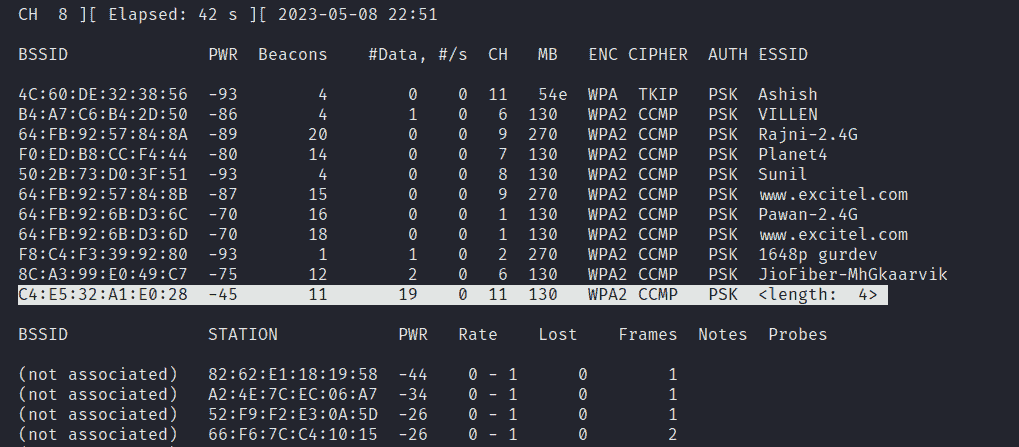 CH  8 ][ Elapsed: 42 s ][ 2023-05-08 22:51
BSSID              PWR  Beacons    #Data, #/s  CH   MB   ENC CIPHER  AUTH ESSID
4C:60:DE:32:38:56  -93        4        0    0  11   54e  WPA  TKIP   PSK  Ashish
B4:A7:C6:B4:2D:50  -86        4        1    0   6  130   WPA2 CCMP   PSK  VILLEN
64:FB:92:57:84:8A  -89       20        0    0   9  270   WPA2 CCMP   PSK  Rajni-2.4G
F0:ED:B8:CC:F4:44  -80       14        0    0   7  130   WPA2 CCMP   PSK  Planet4
50:2B:73:D0:3F:51  -93        4        0    0   8  130   WPA2 CCMP   PSK  Sunil
64:FB:92:57:84:8B  -87       15        0    0   9  270   WPA2 CCMP   PSK  www.excitel.com
64:FB:92:6B:D3:6C  -70       16        0    0   1  130   WPA2 CCMP   PSK  Pawan-2.4G
64:FB:92:6B:D3:6D  -70       18        0    0   1  130   WPA2 CCMP   PSK  www.excitel.com
F8:C4:F3:39:92:80  -93        1        1    0   2  270   WPA2 CCMP   PSK  1648p gurdev
8C:A3:99:E0:49:C7  -75       12        2    0   6  130   WPA2 CCMP   PSK  JioFiber-MhGkaarvik
C4:E5:32:A1:E0:28  -45       11       19    0  11  130   WPA2 CCMP   PSK  <length:  4>
BSSID              STATION            PWR   Rate    Lost    Frames  Notes  Probes
(not associated)   82:62:E1:18:19:58  -44    0 - 1      0        1
(not associated)   A2:4E:7C:EC:06:A7  -34    0 - 1      0        1
(not associated)   52:F9:F2:E3:0A:5D  -26    0 - 1      0        1
(not associated)   66:F6:7C:C4:10:15  -26    0 - 1      0        2